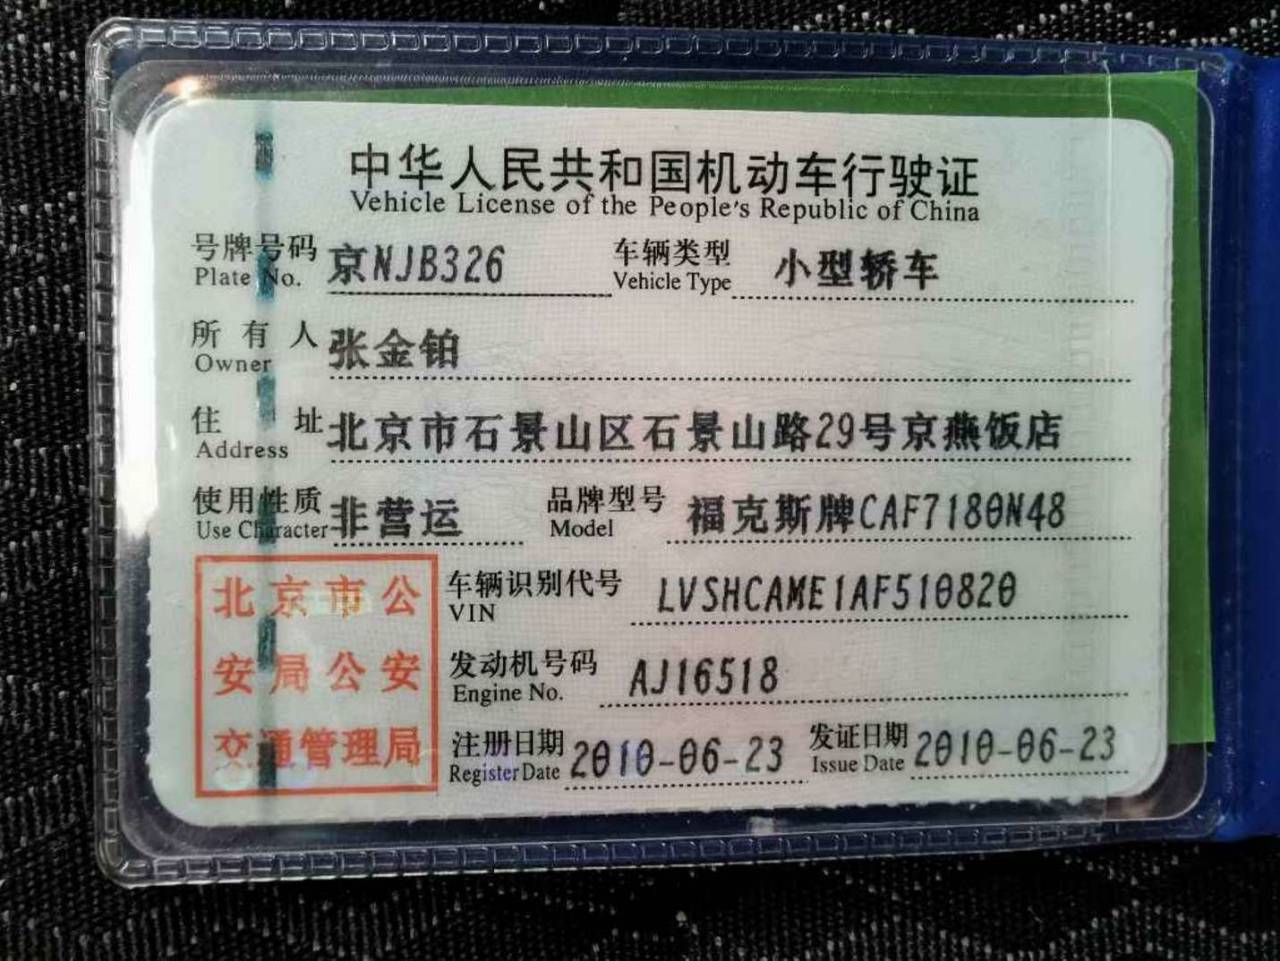 中华人民共和国机动车行驶证
Vehicle License of the People's Republic of China
号牌号码 京NJB326 车辆类型 小型轿车
Plate No. Vehicle Type
所有人 张金铂
Owner
住址 北京市石景山区石景山路29号京燕饭店
Address
使用性质 非营运 品牌型号 福克斯牌CAF7180N48
Use Character Model
北京市公
安局公安
交通管理局
车辆识别代号 LVSHCAME1AF510820
VIN
发动机号码 AJ16518
Engine No.
注册日期 2010-06-23 发证日期 2010-06-23
Register Date Issue Date